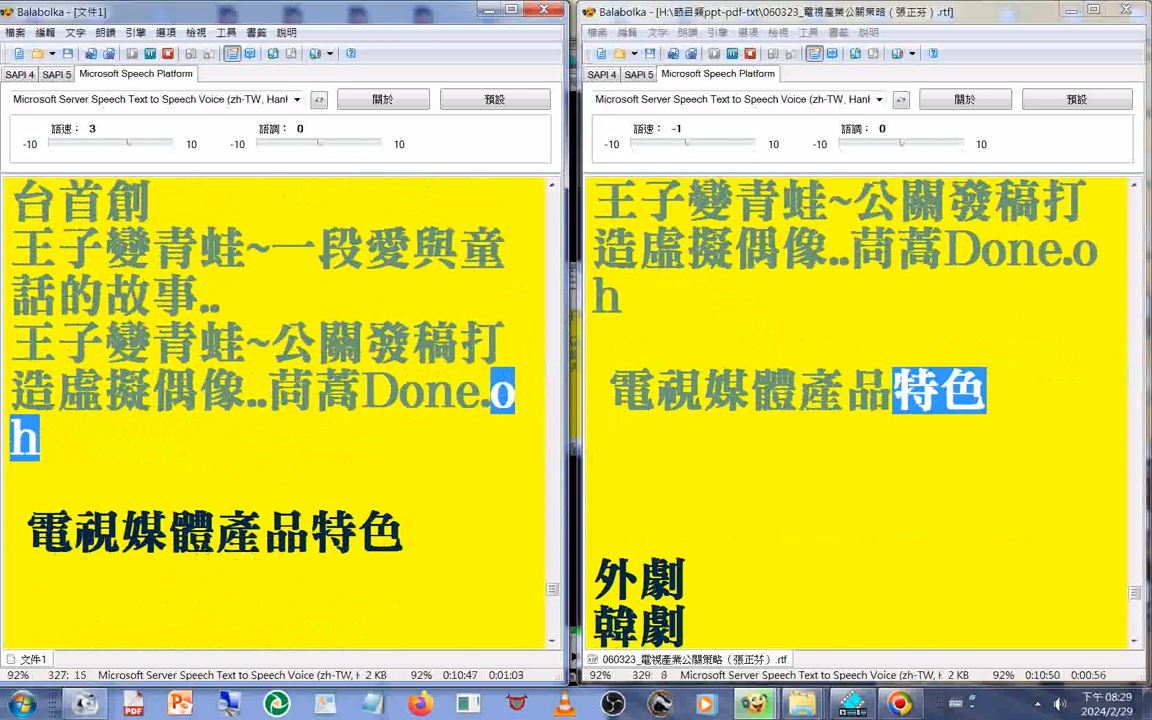 Balabolka - [文件1]
檔案 編輯 文字 朗讀 引擎 選項 檢視 工具 書籤 說明
SAPI 4 SAPI 5 Microsoft Speech Platform
Microsoft Server Speech Text to Speech Voice (zh-TW, Hanl
關於
預設
語速： 3
語調： 0
-10 10 -10 10
台首創
王子變青蛙~一段愛與童
話的故事..
王子變青蛙~公關發稿打
造虛擬偶像..茼蒿Done.o
h
電視媒體產品特色
文件1
92% 327: 15 Microsoft Server Speech Text to Speech Voice (zh-TW, H 2 KB 92% 0:10:47 0:01:03
Balabolka - [H:\節目類ppt-pdf-txt\060323_電視產業公關策略（張正芬）.rtf]
檔案 編輯 文字 朗讀 引擎 選項 檢視 工具 書籤 說明
SAPI 4 SAPI 5 Microsoft Speech Platform
Microsoft Server Speech Text to Speech Voice (zh-TW, Hanl
關於
預設
語速： -1
語調： 0
-10 10 -10 10
王子變青蛙~公關發稿打
造虛擬偶像..茼蒿Done.o
h
電視媒體產品特色
外劇
韓劇
060323_電視產業公關策略（張正芬）.rtf
92% 329: 8 Microsoft Server Speech Text to Speech Voice (zh-TW, 2 KB 92% 0:10:50 0:00:56
下午 08:29
2024/2/29